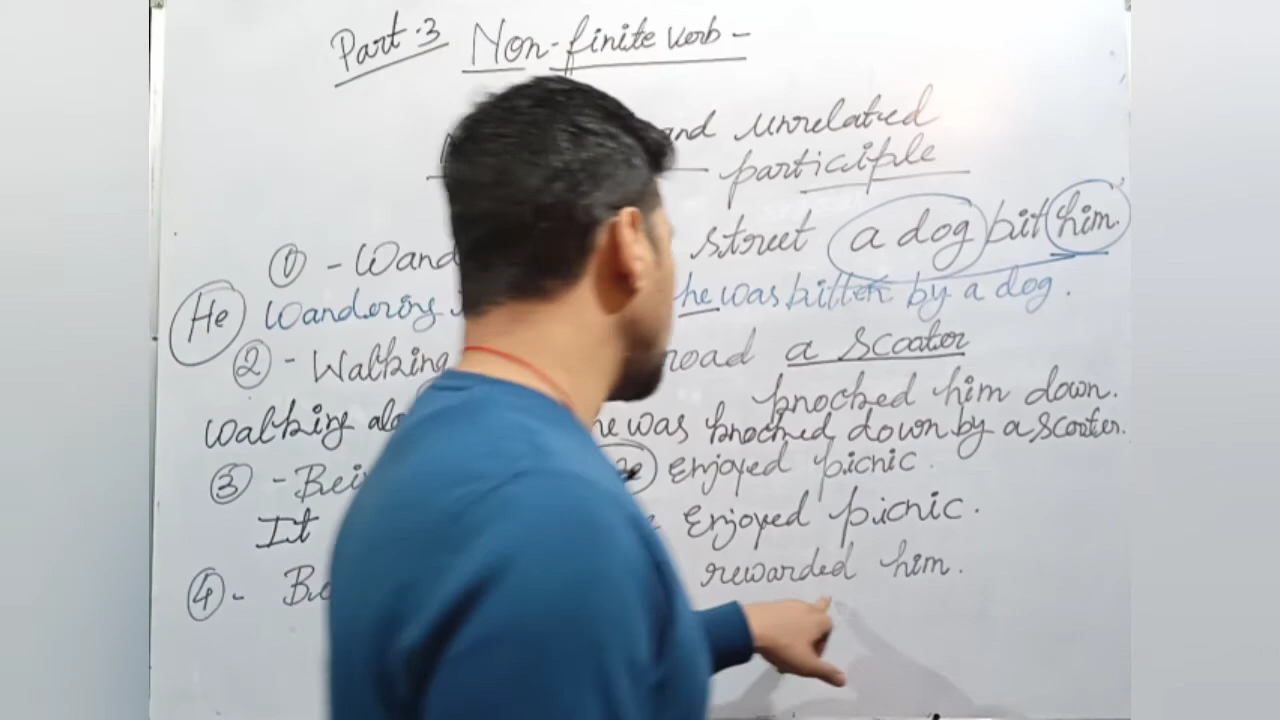 Part-3 Non-finite verb-
and unrelated
participle
① - Wand street a dog bit him.
He Wandering he was bitten by a dog.
② - Walking road a scooter
knocked him down.
Walking alo he was knocked down by a scooter.
③ - Bei Enjoyed picnic.
It Enjoyed picnic.
④ - Be rewarded him.